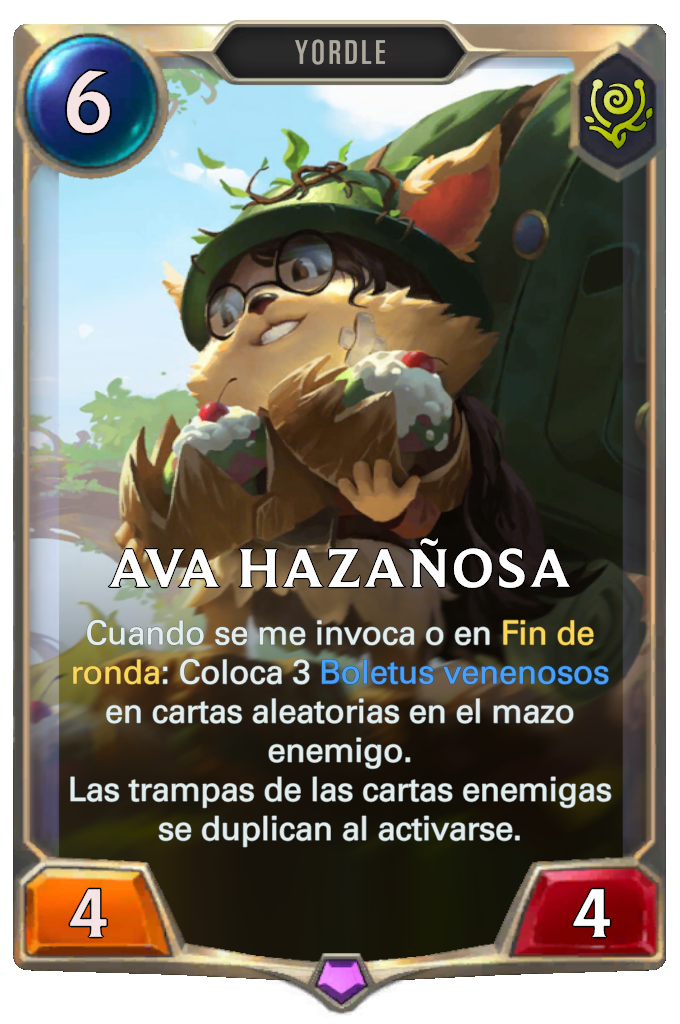 YORDLE
6
AVA HAZAÑOSA
Cuando se me invoca o en Fin de
ronda: Coloca 3 Boletus venenosos
en cartas aleatorias en el mazo
enemigo.
Las trampas de las cartas enemigas
se duplican al activarse.
4
4